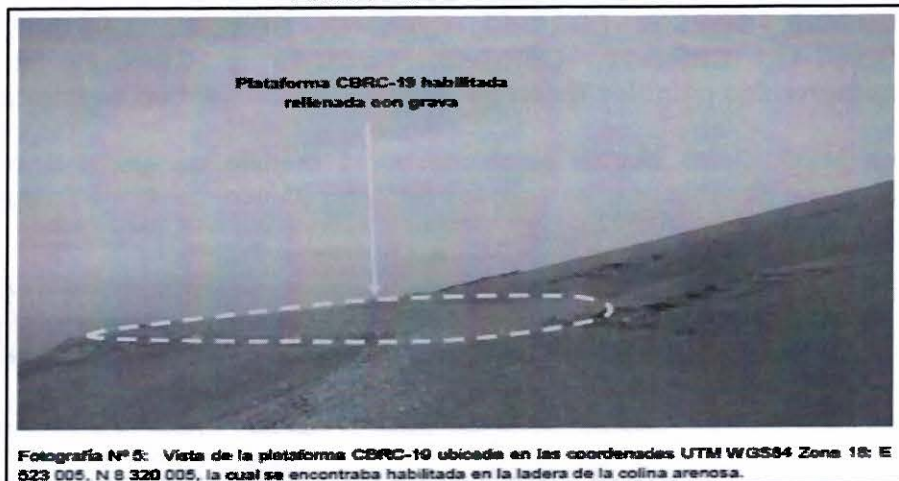 Plataforma CBRC-19 habilitada
rellenada con grava
Fotografía Nº 5: Vista de la plataforma CBRC-19 ubicada en las coordenadas UTM WGS84 Zona 18: E
523 005, N 8 320 005, la cual se encontraba habilitada en la ladera de la colina arenosa.